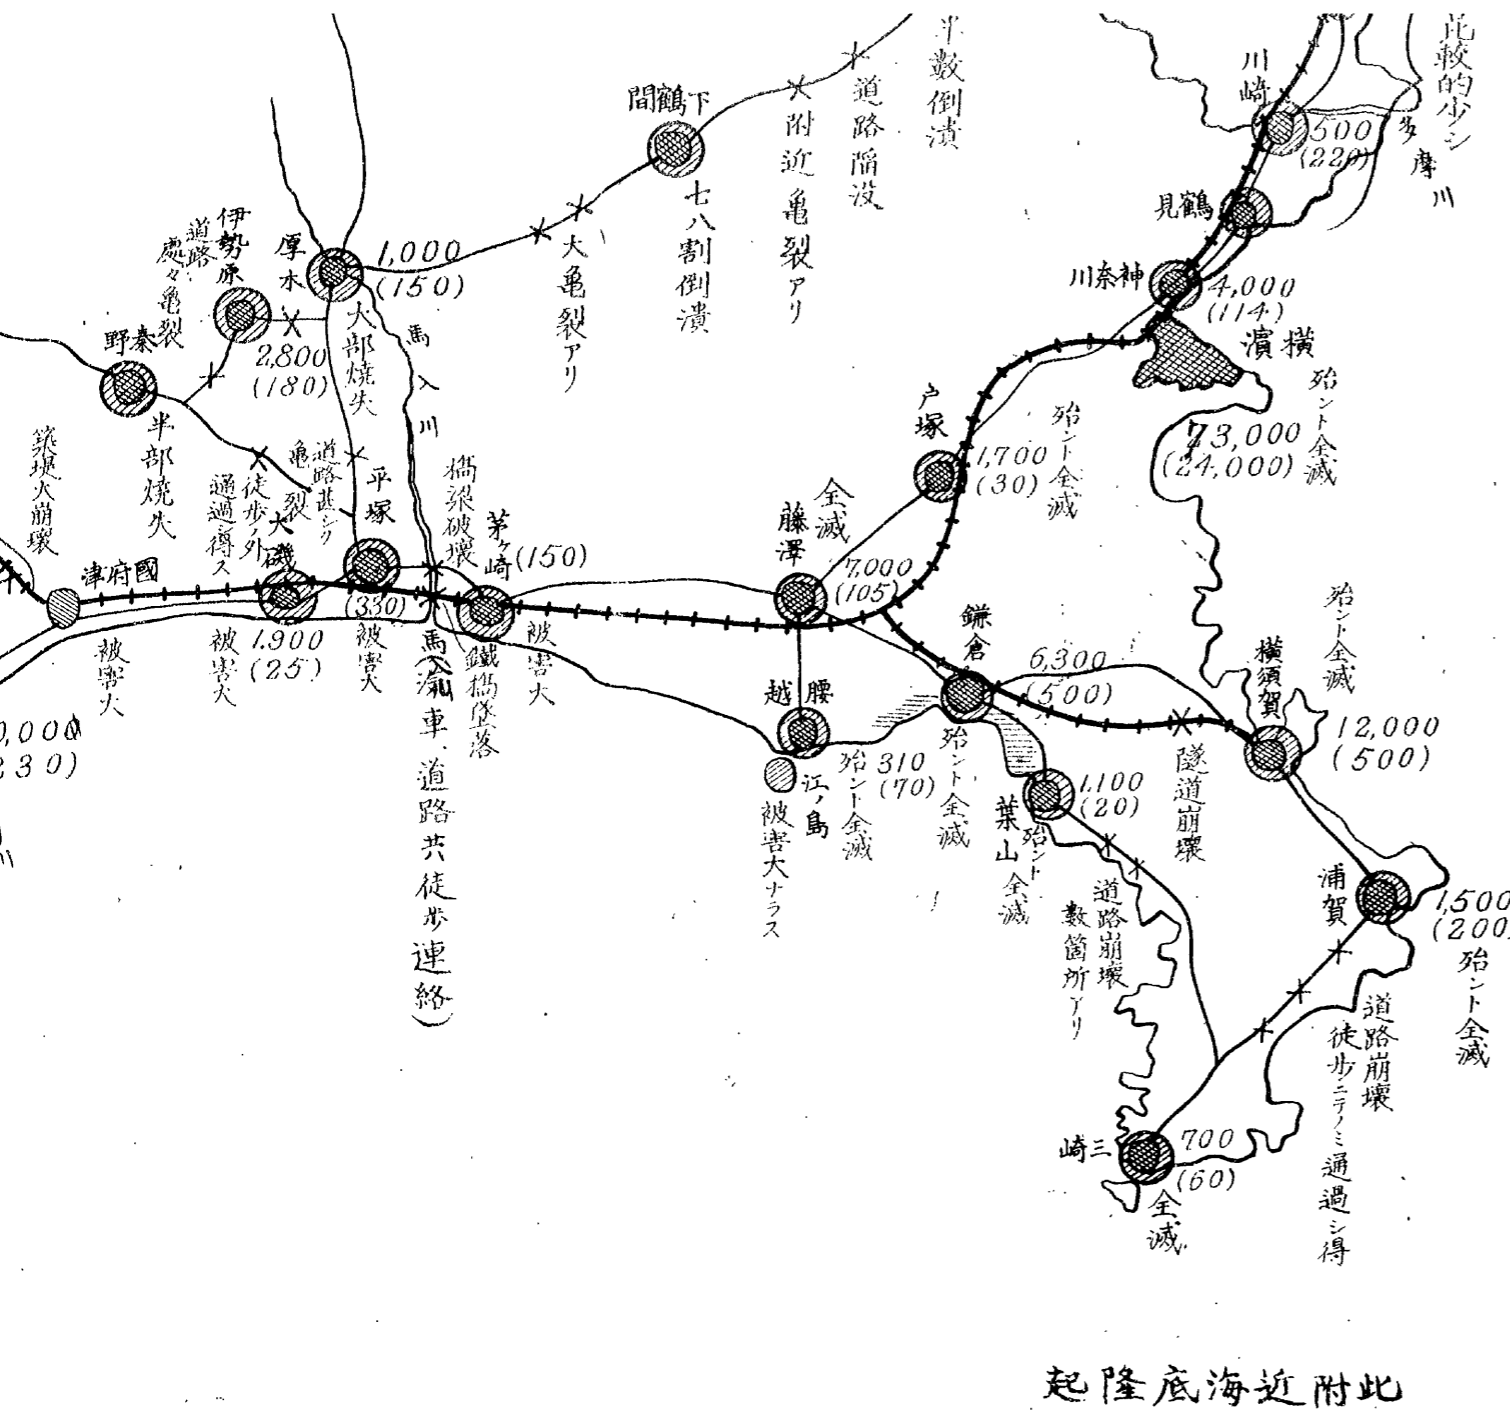 比較的少シ
多摩川
川崎
500
(220)
鶴見
神奈川
4,000
(114)
横濱
73,000
(24,000)
殆ント全滅
半數倒潰
道路陥沒
附近亀裂アリ
下鶴間
七八割倒潰
大亀裂アリ
厚木
1,000
(150)
大部焼失
馬入川
伊勢原
道路
處々亀裂
2,800
(180)
秦野
半部焼失
戸塚
1,700
(30)
殆ント全滅
藤澤
全滅
7,000
(105)
茅ヶ崎
(150)
被害大
橋梁破壊
鐵橋墜落
平塚
(330)
被害大
道路甚シク
亀裂
大磯
1,900
(25)
被害大
徒歩ノ外
通過シ得ス
築堤大崩壊
國府津
被害大
0,000
230)
川
馬入川
(汽車、道路共徒歩連絡)
腰越
310
(70)
殆ント全滅
江ノ島
被害大ナラス
鎌倉
6,300
(500)
殆ント全滅
葉山
1,100
(20)
殆ント全滅
道路崩壊
數箇所アリ
隧道崩壊
横須賀
12,000
(500)
殆ント全滅
浦賀
1,500
(200)
殆ント全滅
道路崩壊
徒歩ニテノミ通過シ得
三崎
700
(60)
全滅
此附近海底隆起